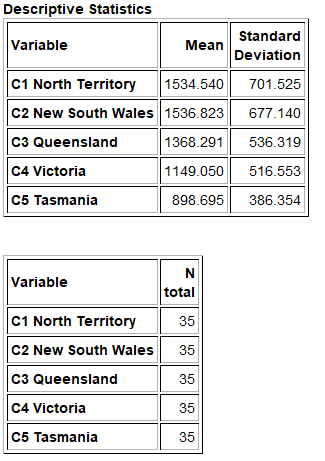 Descriptive Statistics
Variable Mean Standard Deviation
C1 North Territory 1534.540 701.525
C2 New South Wales 1536.823 677.140
C3 Queensland 1368.291 536.319
C4 Victoria 1149.050 516.553
C5 Tasmania 898.695 386.354
Variable N total
C1 North Territory 35
C2 New South Wales 35
C3 Queensland 35
C4 Victoria 35
C5 Tasmania 35